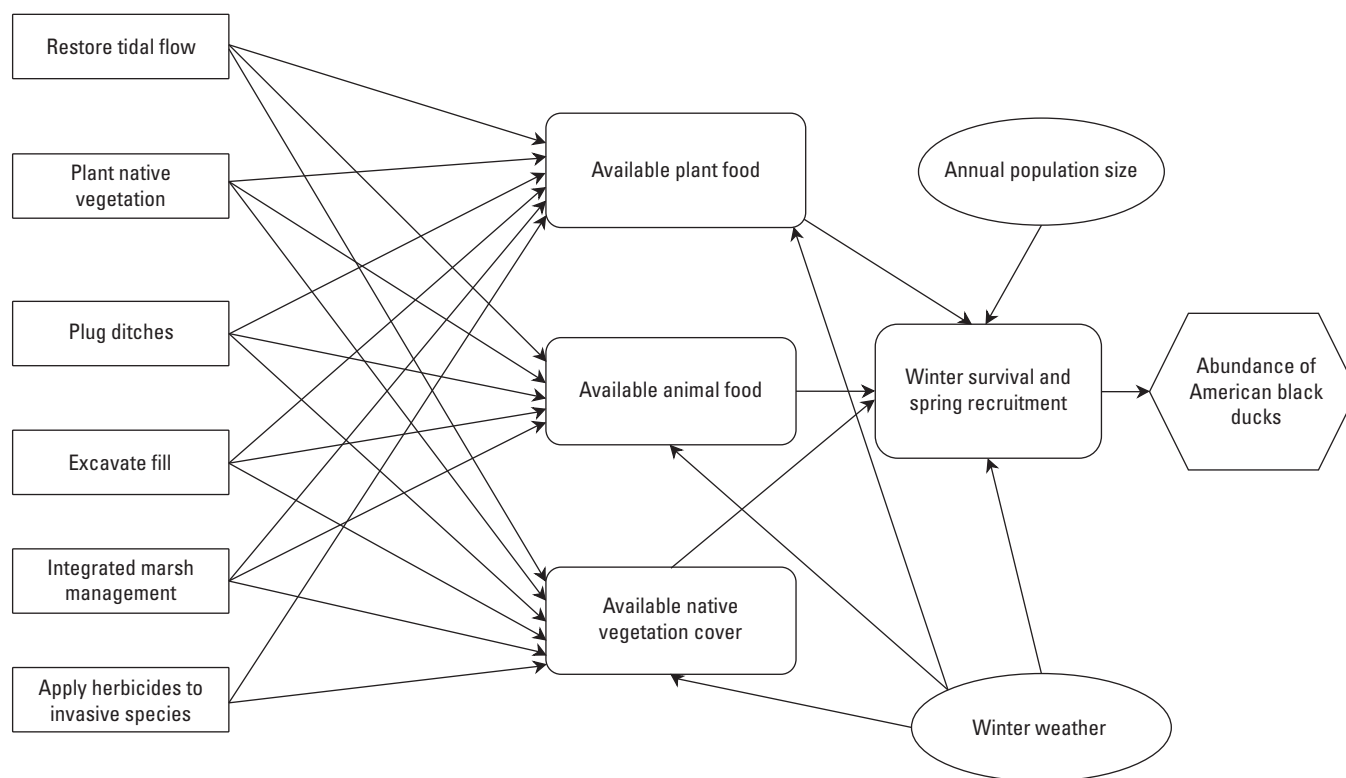 Restore tidal flow
Plant native
vegetation
Plug ditches
Excavate fill
Integrated marsh
management
Apply herbicides to
invasive species
Available plant food
Available animal food
Available native
vegetation cover
Annual population size
Winter survival and
spring recruitment
Winter weather
Abundance of
American black
ducks